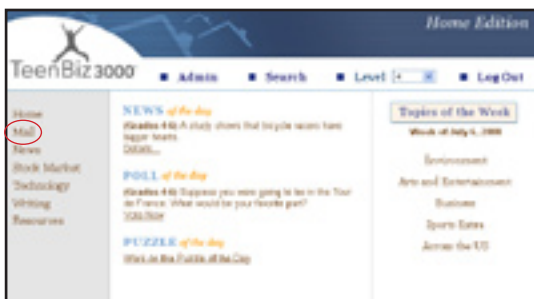 Home Edition
TeenBiz3000
Admin
Search
Level
Log Out
Home
Mail
News
Stock Market
Technology
Writing
Resources
NEWS of the day
(Grades 4-6) A study shows that bicycle racers have
bigger hearts.
Details...
POLL of the day
(Grades 4-6) Suppose you were going to be in the Tour
de France. What would be your favorite part?
Vote Now
PUZZLE of the day
Work on the Puzzle of the Day
Topics of the Week
Week of July
Environment
Arts and Entertainment
Business
Sports Extra
Across the US